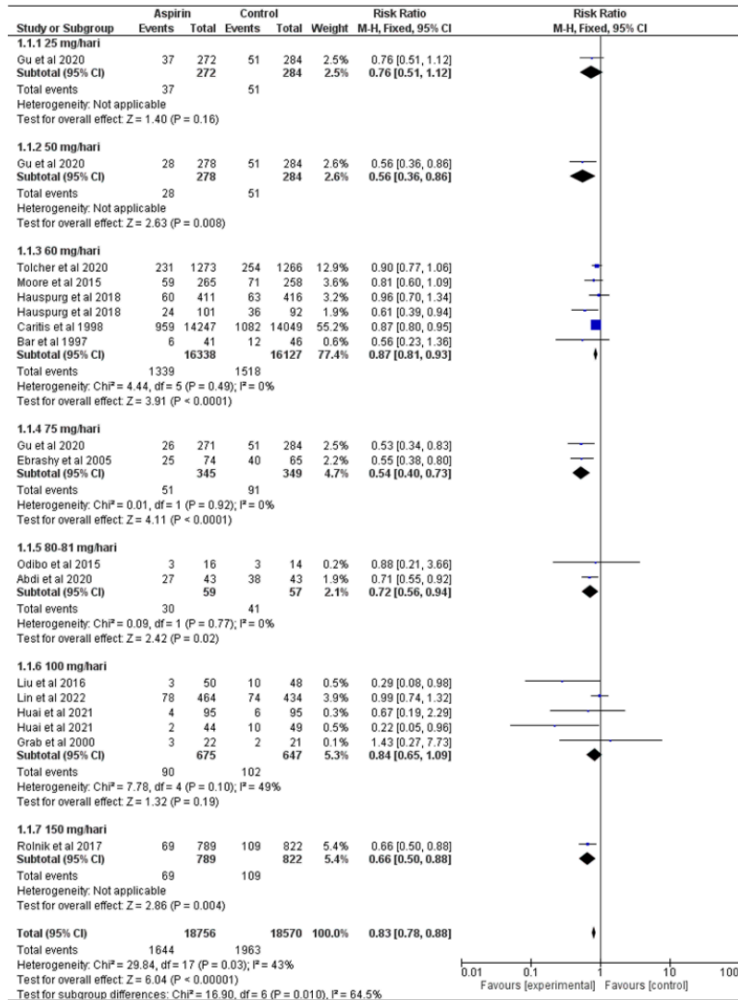 Aspirin Control Risk Ratio Risk Ratio
Study or Subgroup Events Total Events Total Weight M-H, Fixed, 95% CI M-H, Fixed, 95% CI
1.1.1 25 mg/hari
Gu et al 2020 37 272 51 284 2.5% 0.76 [0.51, 1.12]
Subtotal (95% CI) 272 284 2.5% 0.76 [0.51, 1.12]
Total events 37 51
Heterogeneity: Not applicable
Test for overall effect: Z = 1.40 (P = 0.16)
1.1.2 50 mg/hari
Gu et al 2020 28 278 51 284 2.6% 0.56 [0.36, 0.86]
Subtotal (95% CI) 278 284 2.6% 0.56 [0.36, 0.86]
Total events 28 51
Heterogeneity: Not applicable
Test for overall effect: Z = 2.63 (P = 0.008)
1.1.3 60 mg/hari
Tolcher et al 2020 231 1273 254 1266 12.9% 0.90 [0.77, 1.06]
Moore et al 2015 59 265 71 258 3.6% 0.81 [0.60, 1.09]
Hauspurg et al 2018 60 411 63 416 3.2% 0.96 [0.70, 1.34]
Hauspurg et al 2018 24 101 36 92 1.9% 0.61 [0.39, 0.94]
Caritis et al 1998 959 14247 1082 14049 55.2% 0.87 [0.80, 0.95]
Bar et al 1997 6 41 12 46 0.6% 0.56 [0.23, 1.36]
Subtotal (95% CI) 16338 16127 77.4% 0.87 [0.81, 0.93]
Total events 1339 1518
Heterogeneity: Chi² = 4.44, df = 5 (P = 0.49); I² = 0%
Test for overall effect: Z = 3.91 (P < 0.0001)
1.1.4 75 mg/hari
Gu et al 2020 26 271 51 284 2.5% 0.53 [0.34, 0.83]
Ebrashy et al 2005 25 74 40 65 2.2% 0.55 [0.38, 0.80]
Subtotal (95% CI) 345 349 4.7% 0.54 [0.40, 0.73]
Total events 51 91
Heterogeneity: Chi² = 0.01, df = 1 (P = 0.92); I² = 0%
Test for overall effect: Z = 4.11 (P < 0.0001)
1.1.5 80-81 mg/hari
Odibo et al 2015 3 16 3 14 0.2% 0.88 [0.21, 3.66]
Abdi et al 2020 27 43 38 43 1.9% 0.71 [0.55, 0.92]
Subtotal (95% CI) 59 57 2.1% 0.72 [0.56, 0.94]
Total events 30 41
Heterogeneity: Chi² = 0.09, df = 1 (P = 0.77); I² = 0%
Test for overall effect: Z = 2.42 (P = 0.02)
1.1.6 100 mg/hari
Liu et al 2016 3 50 10 48 0.5% 0.29 [0.08, 0.98]
Lin et al 2022 78 464 74 434 3.9% 0.99 [0.74, 1.32]
Huai et al 2021 4 95 6 95 0.3% 0.67 [0.19, 2.29]
Huai et al 2021 2 44 10 49 0.5% 0.22 [0.05, 0.96]
Grab et al 2000 3 22 2 21 0.1% 1.43 [0.27, 7.73]
Subtotal (95% CI) 675 647 5.3% 0.84 [0.65, 1.09]
Total events 90 102
Heterogeneity: Chi² = 7.78, df = 4 (P = 0.10); I² = 49%
Test for overall effect: Z = 1.32 (P = 0.19)
1.1.7 150 mg/hari
Rolnik et al 2017 69 789 109 822 5.4% 0.66 [0.50, 0.88]
Subtotal (95% CI) 789 822 5.4% 0.66 [0.50, 0.88]
Total events 69 109
Heterogeneity: Not applicable
Test for overall effect: Z = 2.86 (P = 0.004)
Total (95% CI) 18756 18570 100.0% 0.83 [0.78, 0.88]
Total events 1644 1963
Heterogeneity: Chi² = 29.84, df = 17 (P = 0.03); I² = 43%
Test for overall effect: Z = 6.04 (P < 0.00001)
Test for subgroup differences: Chi² = 16.90, df = 6 (P = 0.010), I² = 64.5%
0.01 0.1 1 10 100
Favours [experimental] Favours [control]